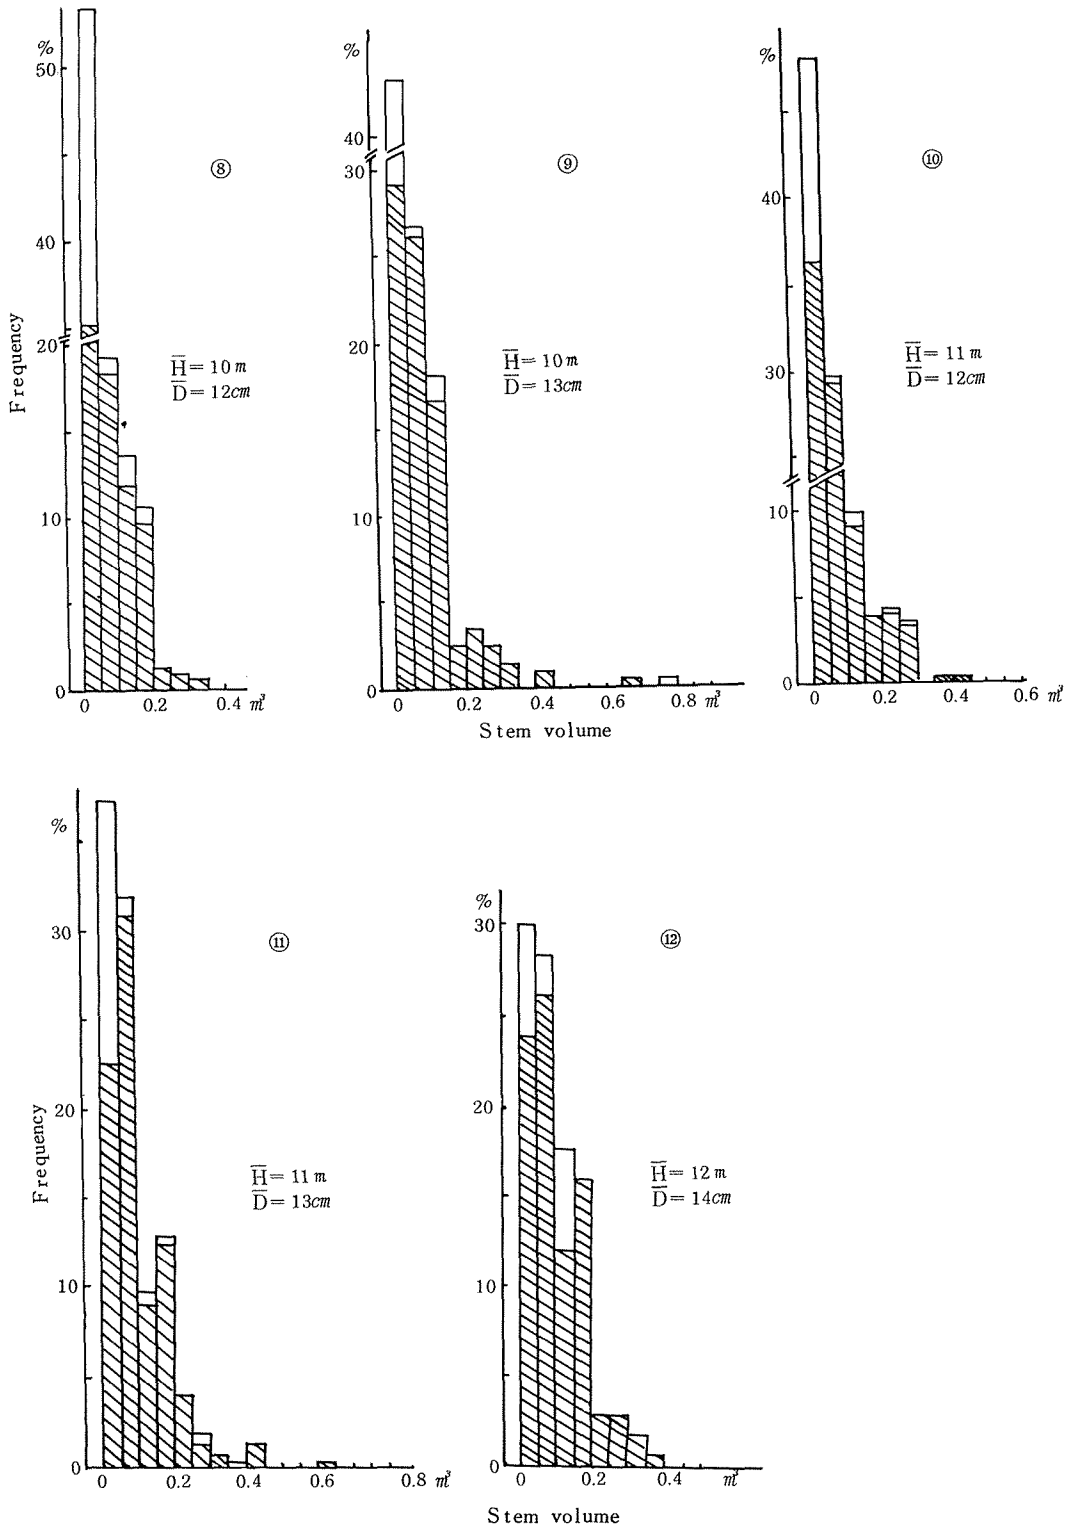 %
50
40
20
10
0
Frequency
⑧
H̅ = 10 m
D̅ = 12cm
0 0.2 0.4 m³
%
40
30
20
10
0
⑨
H̅ = 10 m
D̅ = 13cm
0 0.2 0.4 0.6 0.8 m³
Stem volume
%
40
30
10
0
⑩
H̅ = 11 m
D̅ = 12cm
0 0.2 0.4 0.6 m³
%
30
20
10
0
Frequency
⑪
H̅ = 11 m
D̅ = 13cm
0 0.2 0.4 0.6 0.8 m³
%
30
20
10
0
⑫
H̅ = 12 m
D̅ = 14cm
0 0.2 0.4 m³
Stem volume